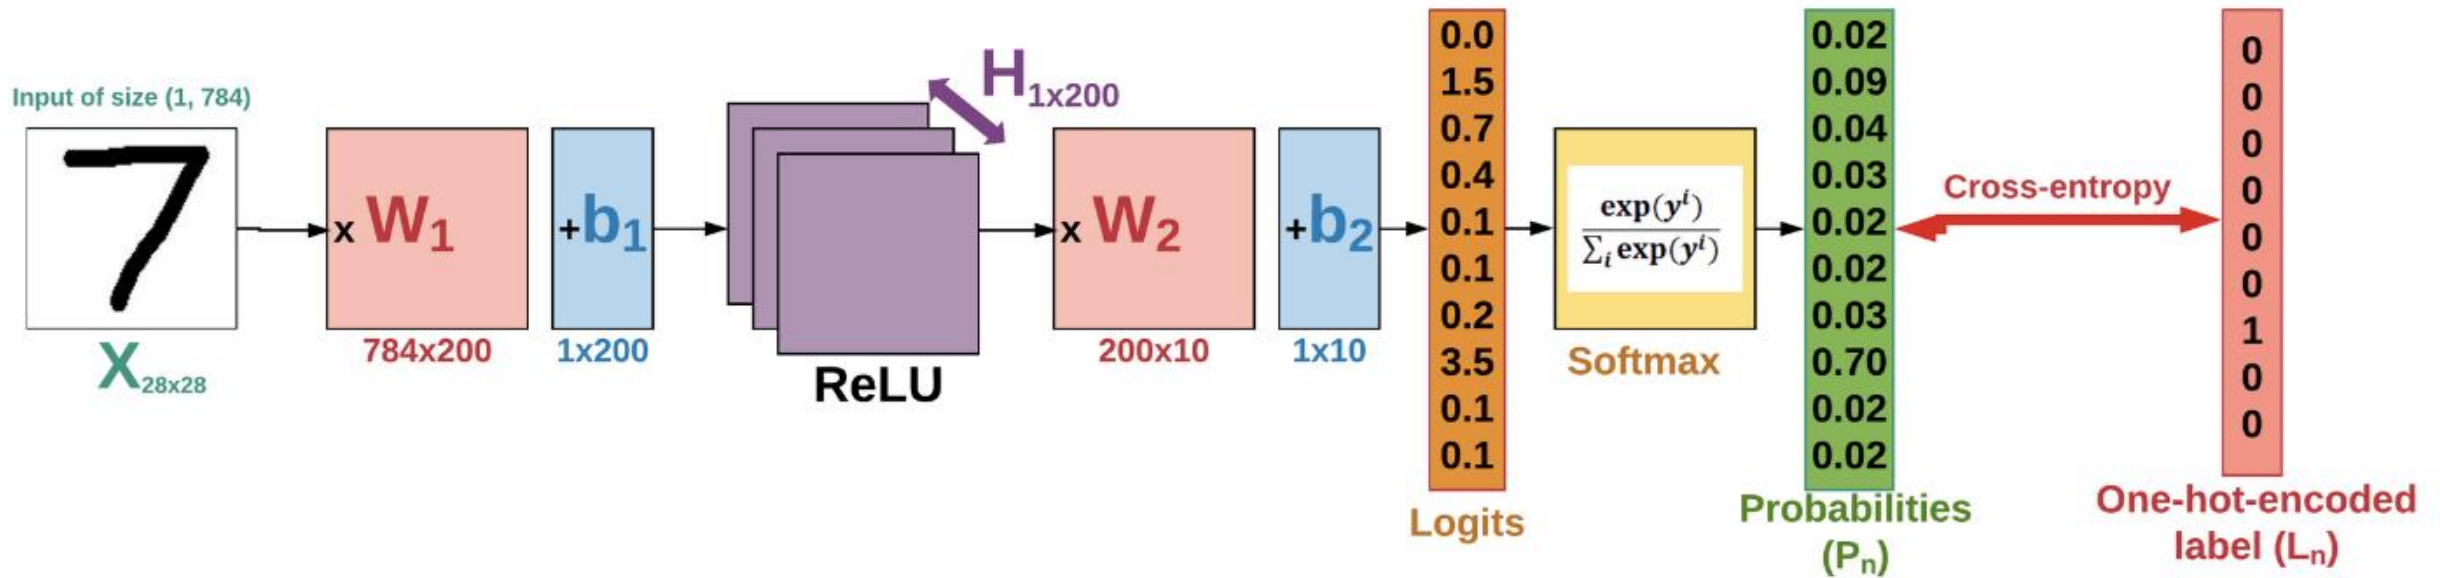 Input of size (1, 784)
X28x28
x W1
784x200
+b1
1x200
H1x200
ReLU
x W2
200x10
+b2
1x10
0.0
1.5
0.7
0.4
0.1
0.1
0.2
3.5
0.1
0.1
Logits
exp(y^i)
∑i exp(y^i)
Softmax
0.02
0.09
0.04
0.03
0.02
0.02
0.03
0.70
0.02
0.02
Probabilities
(Pn)
Cross-entropy
0
0
0
0
0
0
1
0
0
One-hot-encoded
label (Ln)